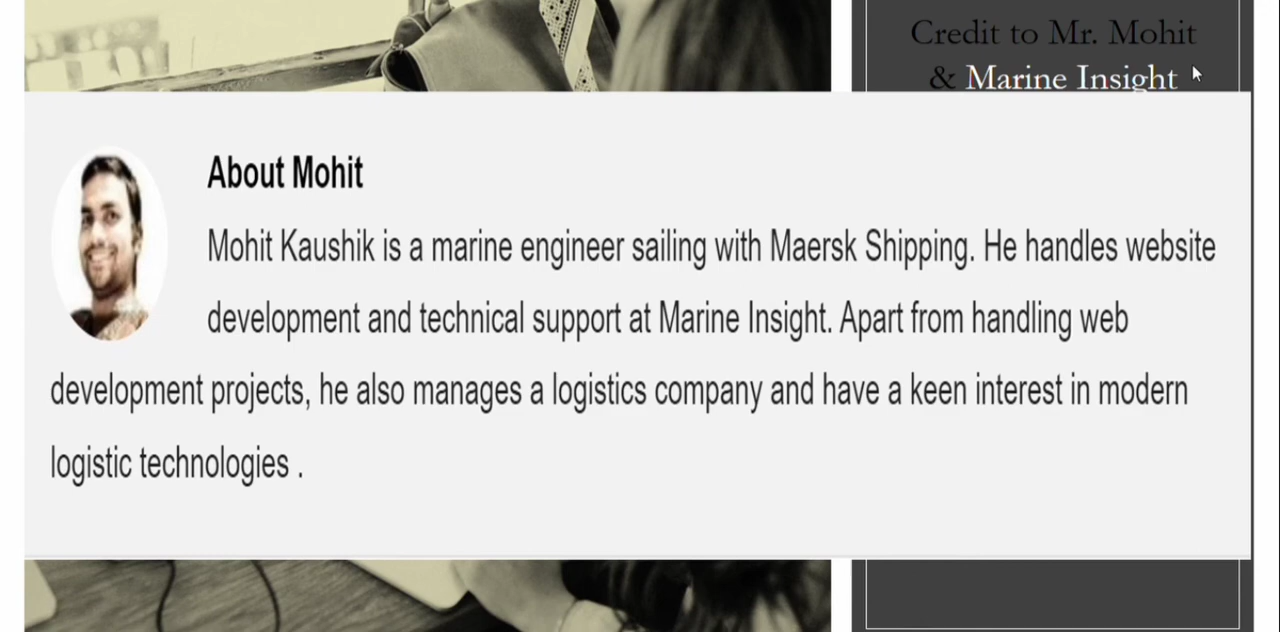 Credit to Mr. Mohit
& Marine Insight
About Mohit
Mohit Kaushik is a marine engineer sailing with Maersk Shipping. He handles website
development and technical support at Marine Insight. Apart from handling web
development projects, he also manages a logistics company and have a keen interest in modern
logistic technologies .